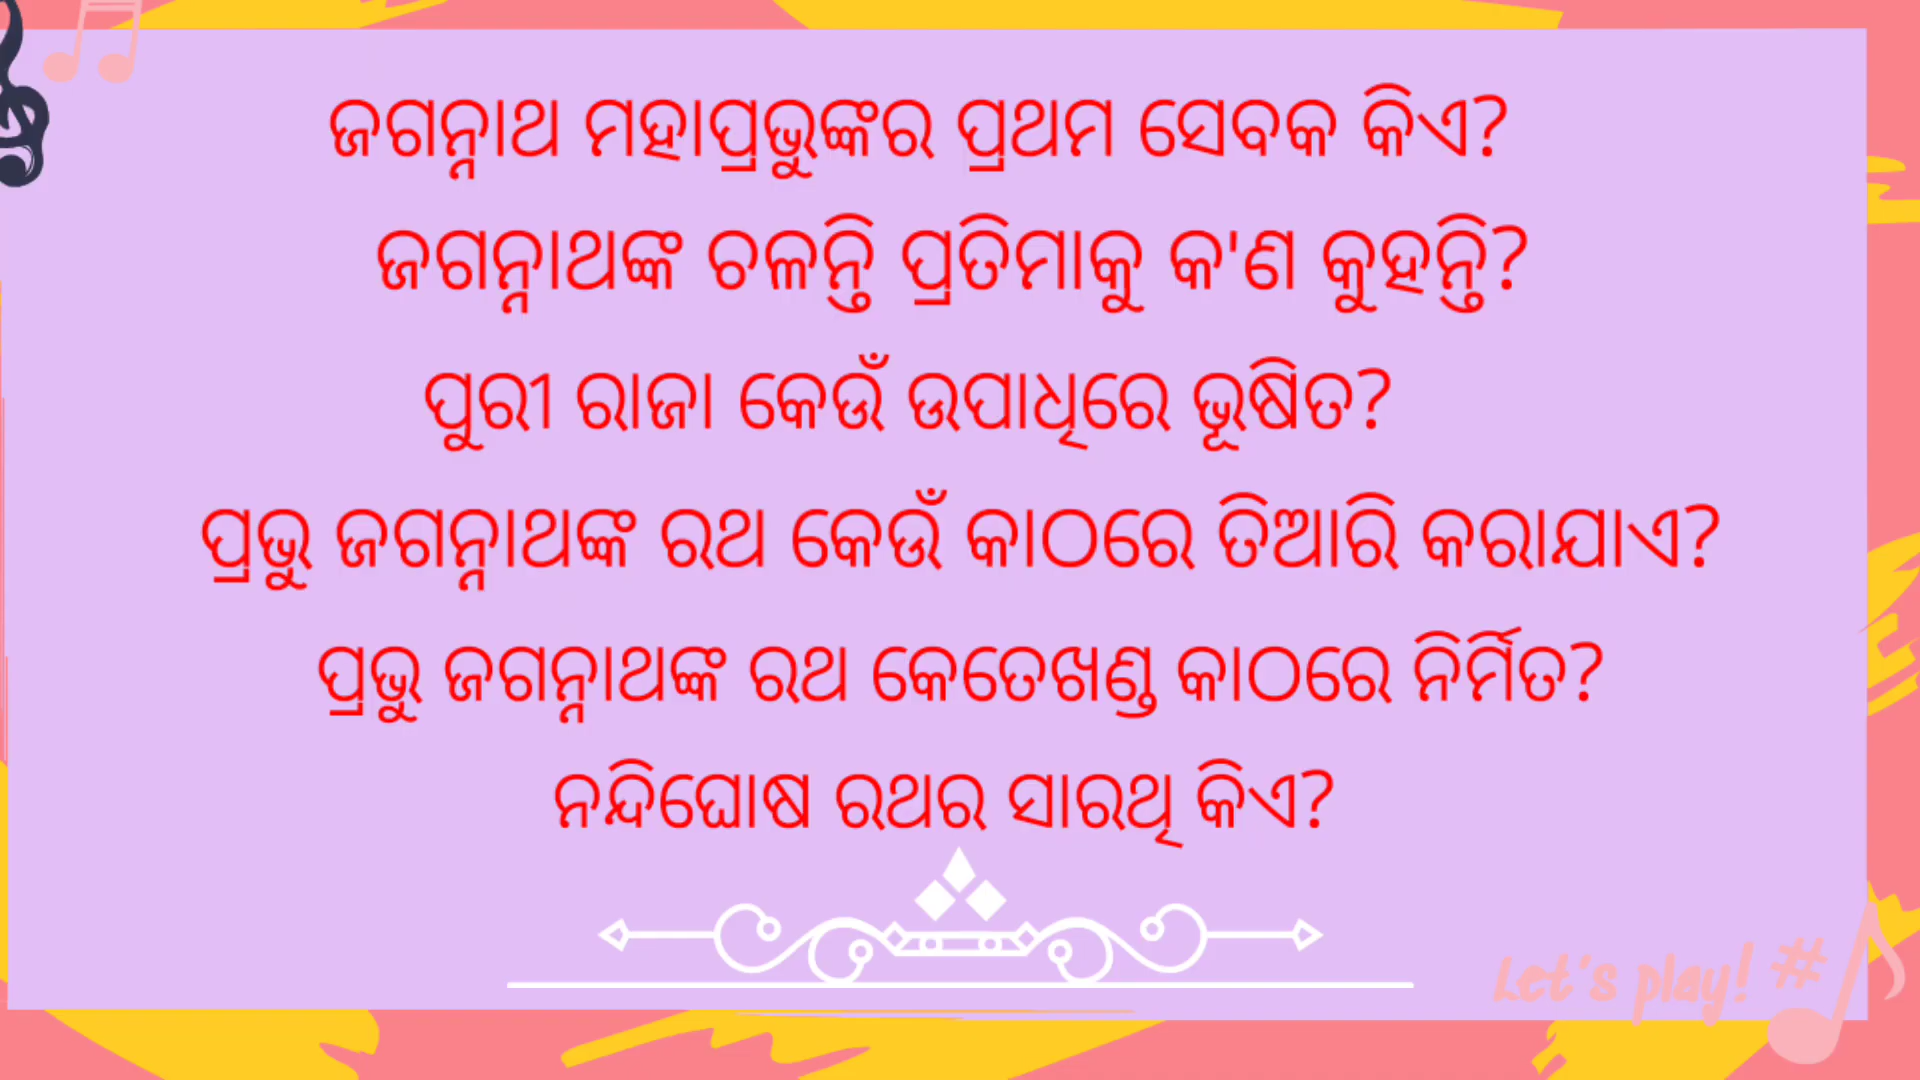 ଜଗନ୍ନାଥ ମହାପ୍ରଭୁଙ୍କର ପ୍ରଥମ ସେବକ କିଏ?
ଜଗନ୍ନାଥଙ୍କ ଚଳନ୍ତି ପ୍ରତିମାକୁ କ'ଣ କୁହନ୍ତି?
ପୁରୀ ରାଜା କେଉଁ ଉପାଧିରେ ଭୂଷିତ?
ପ୍ରଭୁ ଜଗନ୍ନାଥଙ୍କ ରଥ କେଉଁ କାଠରେ ତିଆରି କରାଯାଏ?
ପ୍ରଭୁ ଜଗନ୍ନାଥଙ୍କ ରଥ କେତେଖଣ୍ଡ କାଠରେ ନିର୍ମିତ?
ନନ୍ଦିଘୋଷ ରଥର ସାରଥି କିଏ?
Let's play! #